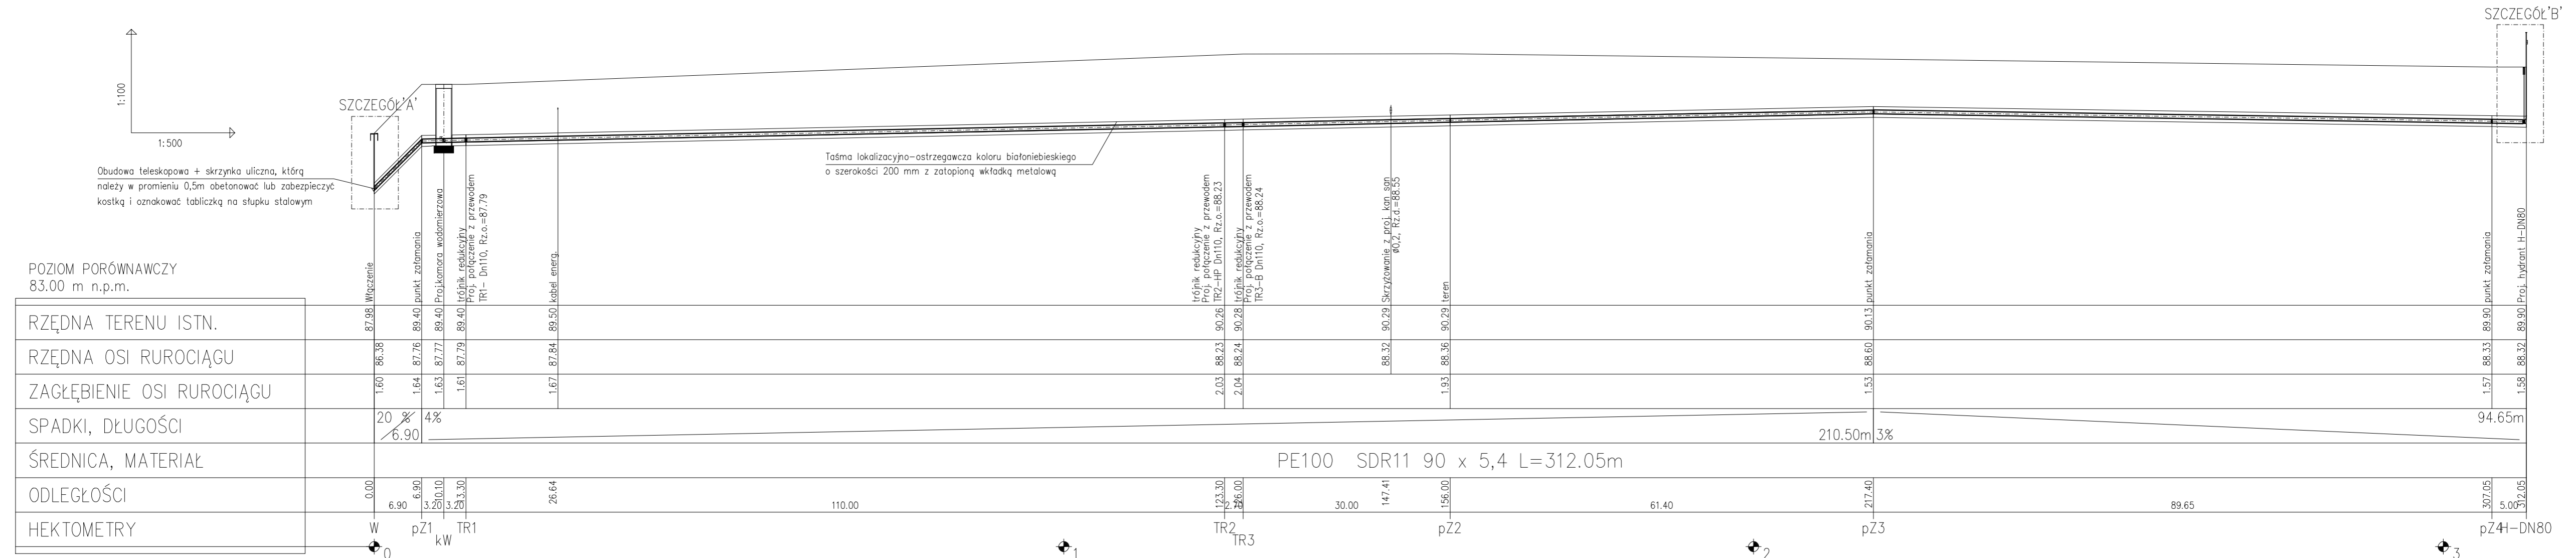 SZCZEGÓŁ'B'
1:100
1:500
SZCZEGÓŁ'A'
Obudowa teleskopowa + skrzynka uliczna, którą
należy w promieniu 0,5m obetonować lub zabezpieczyć
kostką i oznakować tabliczką na słupku stalowym
Taśma lokalizacyjno-ostrzegawcza koloru białoniebieskiego
o szerokości 200 mm z zatopioną wkładką metalową
Włączenie
punkt załamania
Proj.komora wodomierzowa
trójnik redukcyjny
Proj. połączenie z przewodem
TR1- Dn110, Rz.o.=87.79
kabel energ.
trójnik redukcyjny
Proj. połączenie z przewodem
TR2-HP Dn110, Rz.o.=88.23
trójnik redukcyjny
Proj. połączenie z przewodem
TR3-B Dn110, Rz.o.=88.24
Skrzyżowanie z proj. kan san
ø0,2, Rz.d.=88.55
teren
punkt załamania
punkt załamania
Proj. hydrant H-DN80
POZIOM PORÓWNAWCZY
83.00 m n.p.m.
RZĘDNA TERENU ISTN.
87.98 89.40 89.40 89.40 89.50 90.26 90.28 90.29 90.29 90.13 89.90 89.90
RZĘDNA OSI RUROCIĄGU
86.38 87.76 87.77 87.79 87.84 88.23 88.24 88.32 88.36 88.60 88.33 88.32
ZAGŁĘBIENIE OSI RUROCIĄGU
1.60 1.64 1.63 1.61 1.67 2.03 2.04 1.93 1.53 1.57 1.58
SPADKI, DŁUGOŚCI
20 % 4% 94.65m
6.90 210.50m 3%
ŚREDNICA, MATERIAŁ
PE100 SDR11 90 x 5,4 L=312.05m
ODLEGŁOŚCI
0.00 6.90 10.10 13.30 26.64 123.30 126.00 147.41 156.00 217.40 307.05 312.05
6.90 3.20 3.20 110.00 2.70 30.00 61.40 89.65 5.00
HEKTOMETRY
W pZ1 kW TR1 TR2 TR3 pZ2 pZ3 pZ4 H-DN80
0 1 2 3